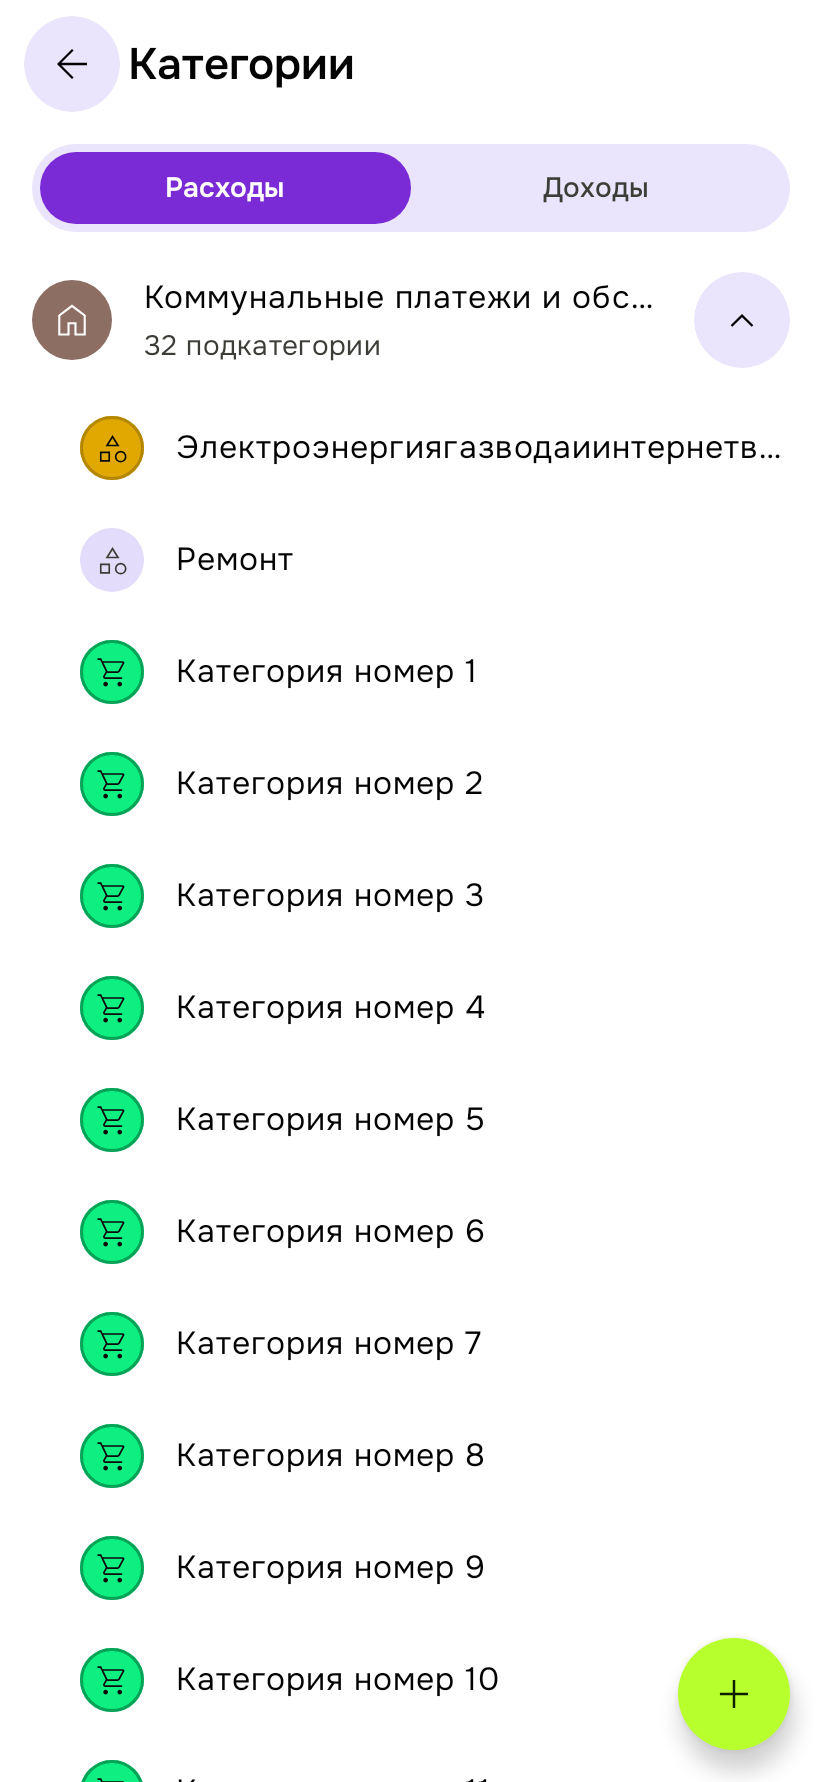 Категории
Расходы
Доходы
Коммунальные платежи и обс...
32 подкатегории
Электроэнергиягазводаиинтернетв...
Ремонт
Категория номер 1
Категория номер 2
Категория номер 3
Категория номер 4
Категория номер 5
Категория номер 6
Категория номер 7
Категория номер 8
Категория номер 9
Категория номер 10